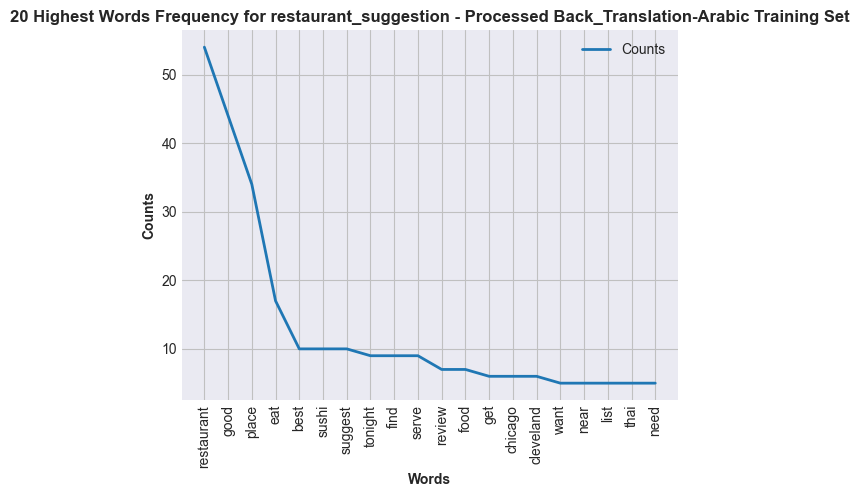 20 Highest Words Frequency for restaurant_suggestion - Processed Back_Translation-Arabic Training Set
Counts
50
40
30
20
10
Counts
restaurant
good
place
eat
best
sushi
suggest
tonight
find
serve
review
food
get
chicago
cleveland
want
near
list
thai
need
Words